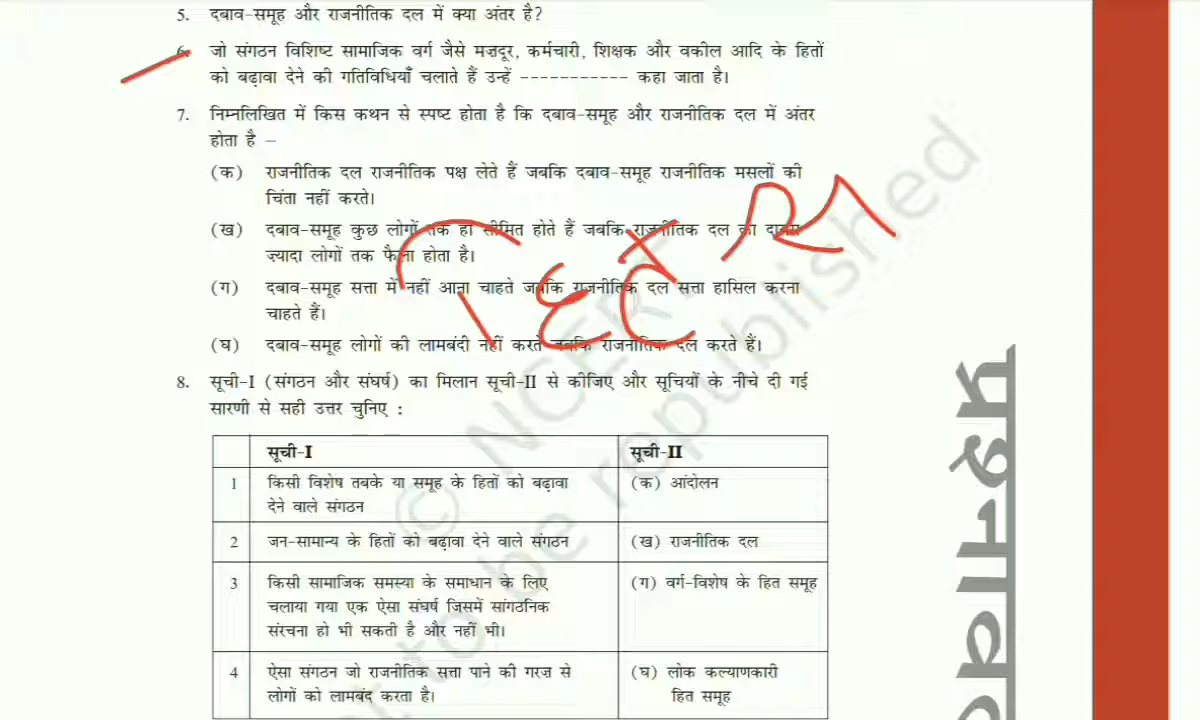 5. दबाव-समूह और राजनीतिक दल में क्या अंतर है?
6. जो संगठन विशिष्ट सामाजिक वर्ग जैसे मज़दूर, कर्मचारी, शिक्षक और वकील आदि के हितों
को बढ़ावा देने की गतिविधियाँ चलाते हैं उन्हें ------------ कहा जाता है।
7. निम्नलिखित में किस कथन से स्पष्ट होता है कि दबाव-समूह और राजनीतिक दल में अंतर
होता है –
(क) राजनीतिक दल राजनीतिक पक्ष लेते हैं जबकि दबाव-समूह राजनीतिक मसलों की
चिंता नहीं करते।
(ख) दबाव-समूह कुछ लोगों तक ही सीमित होते हैं जबकि राजनीतिक दल का दायरा
ज़्यादा लोगों तक फैला होता है।
(ग) दबाव-समूह सत्ता में नहीं आना चाहते जबकि राजनीतिक दल सत्ता हासिल करना
चाहते हैं।
(घ) दबाव-समूह लोगों की लामबंदी नहीं करते जबकि राजनीतिक दल करते हैं।
8. सूची-I (संगठन और संघर्ष) का मिलान सूची-II से कीजिए और सूचियों के नीचे दी गई
सारणी से सही उत्तर चुनिए :
सूची-I सूची-II
1 किसी विशेष तबके या समूह के हितों को बढ़ावा (क) आंदोलन
देने वाले संगठन
2 जन-सामान्य के हितों को बढ़ावा देने वाले संगठन (ख) राजनीतिक दल
3 किसी सामाजिक समस्या के समाधान के लिए (ग) वर्ग-विशेष के हित समूह
चलाया गया एक ऐसा संघर्ष जिसमें सांगठनिक
संरचना हो भी सकती है और नहीं भी।
4 ऐसा संगठन जो राजनीतिक सत्ता पाने की गरज़ से (घ) लोक कल्याणकारी
लोगों को लामबंद करता है। हित समूह
© NCERT
not to be republished